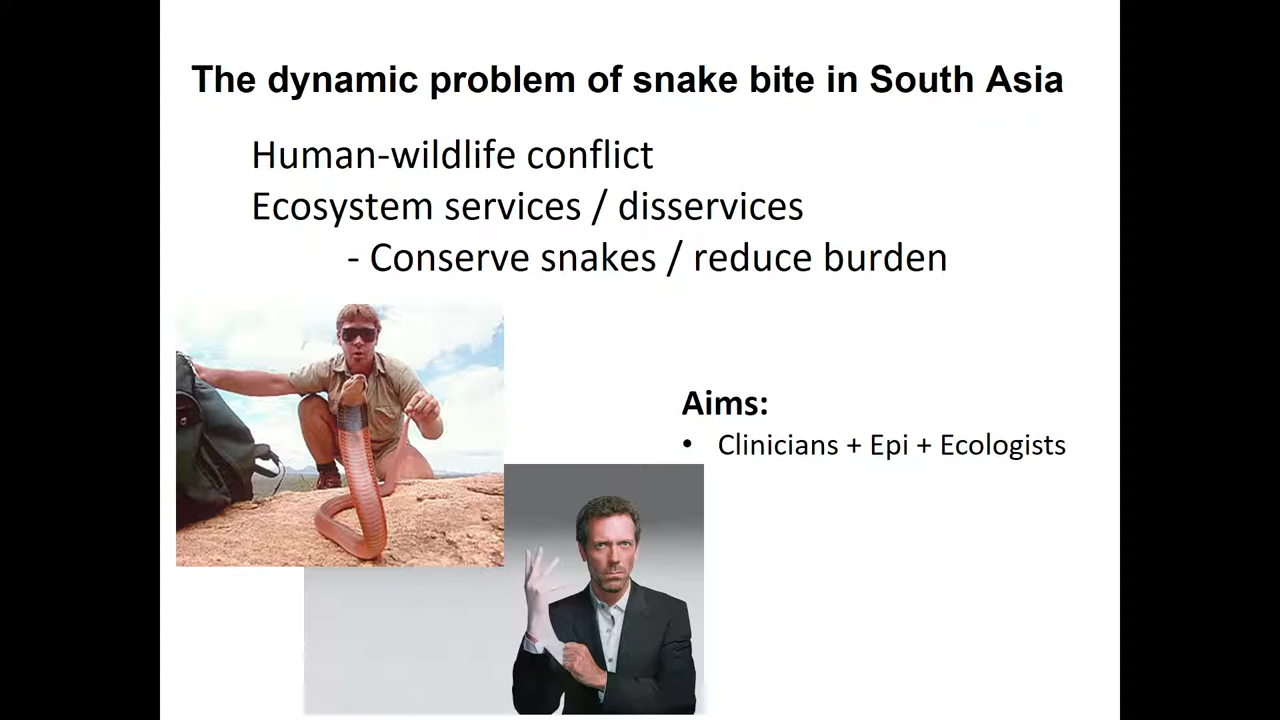 The dynamic problem of snake bite in South Asia
Human-wildlife conflict
Ecosystem services / disservices
- Conserve snakes / reduce burden
Aims:
• Clinicians + Epi + Ecologists